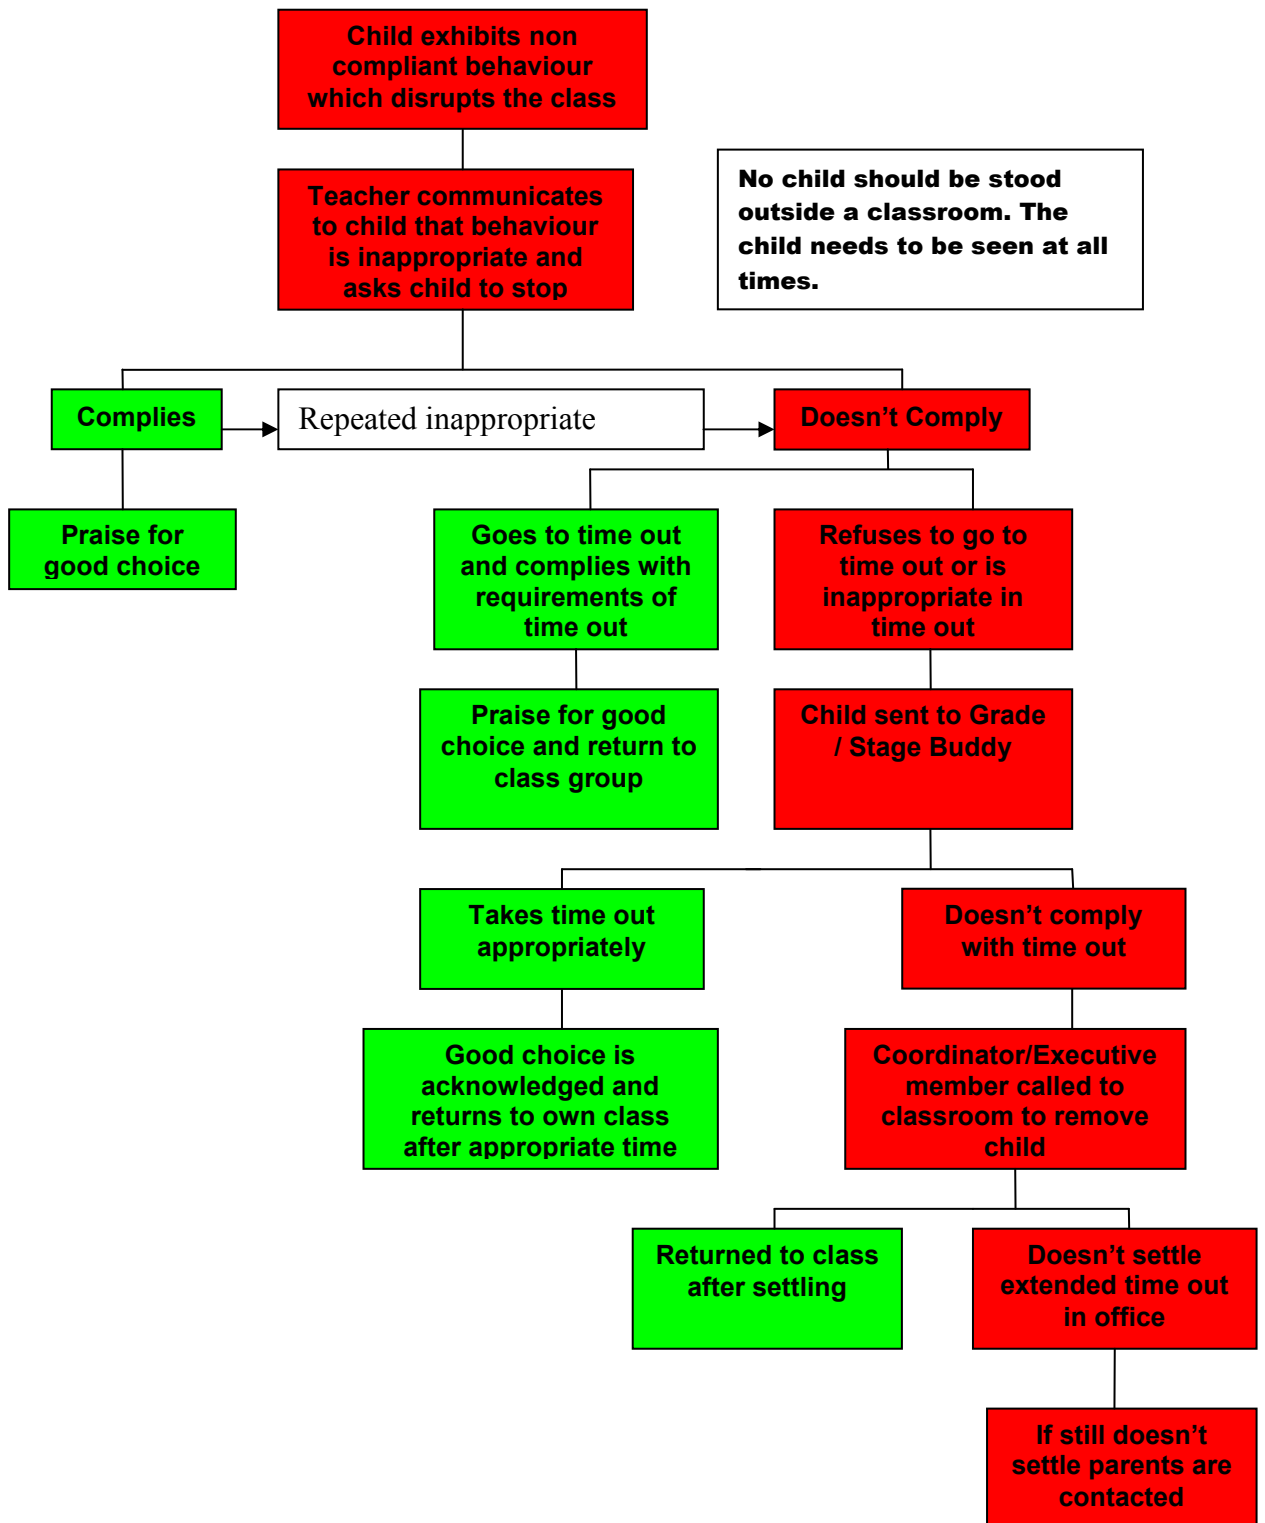 Child exhibits non
compliant behaviour
which disrupts the class
Teacher communicates
to child that behaviour
is inappropriate and
asks child to stop
No child should be stood
outside a classroom. The
child needs to be seen at all
times.
Complies
Repeated inappropriate
Doesn’t Comply
Praise for
good choice
Goes to time out
and complies with
requirements of
time out
Refuses to go to
time out or is
inappropriate in
time out
Praise for good
choice and return to
class group
Child sent to Grade
/ Stage Buddy
Takes time out
appropriately
Doesn’t comply
with time out
Good choice is
acknowledged and
returns to own class
after appropriate time
Coordinator/Executive
member called to
classroom to remove
child
Returned to class
after settling
Doesn’t settle
extended time out
in office
If still doesn’t
settle parents are
contacted